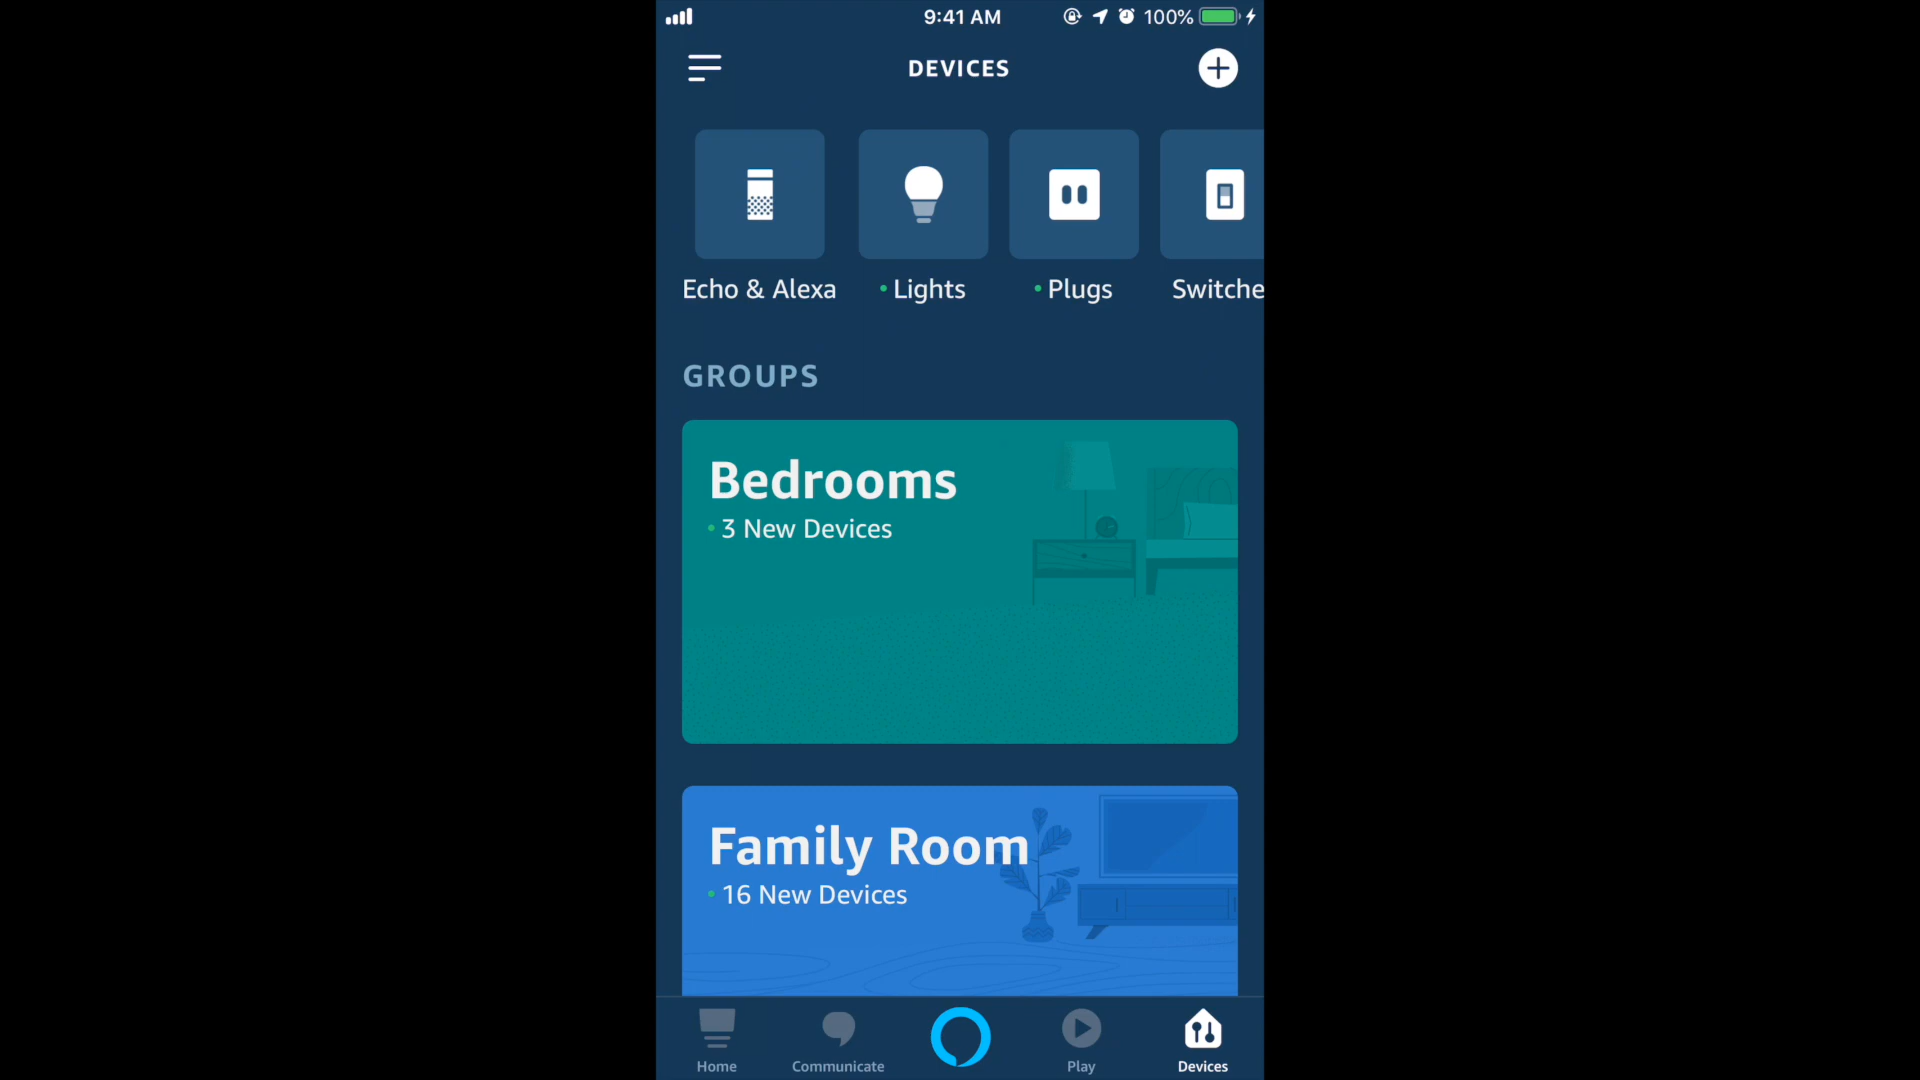 9:41 AM
100%
DEVICES
Echo & Alexa
Lights
Plugs
Switche
GROUPS
Bedrooms
3 New Devices
Family Room
16 New Devices
Home
Communicate
Play
Devices